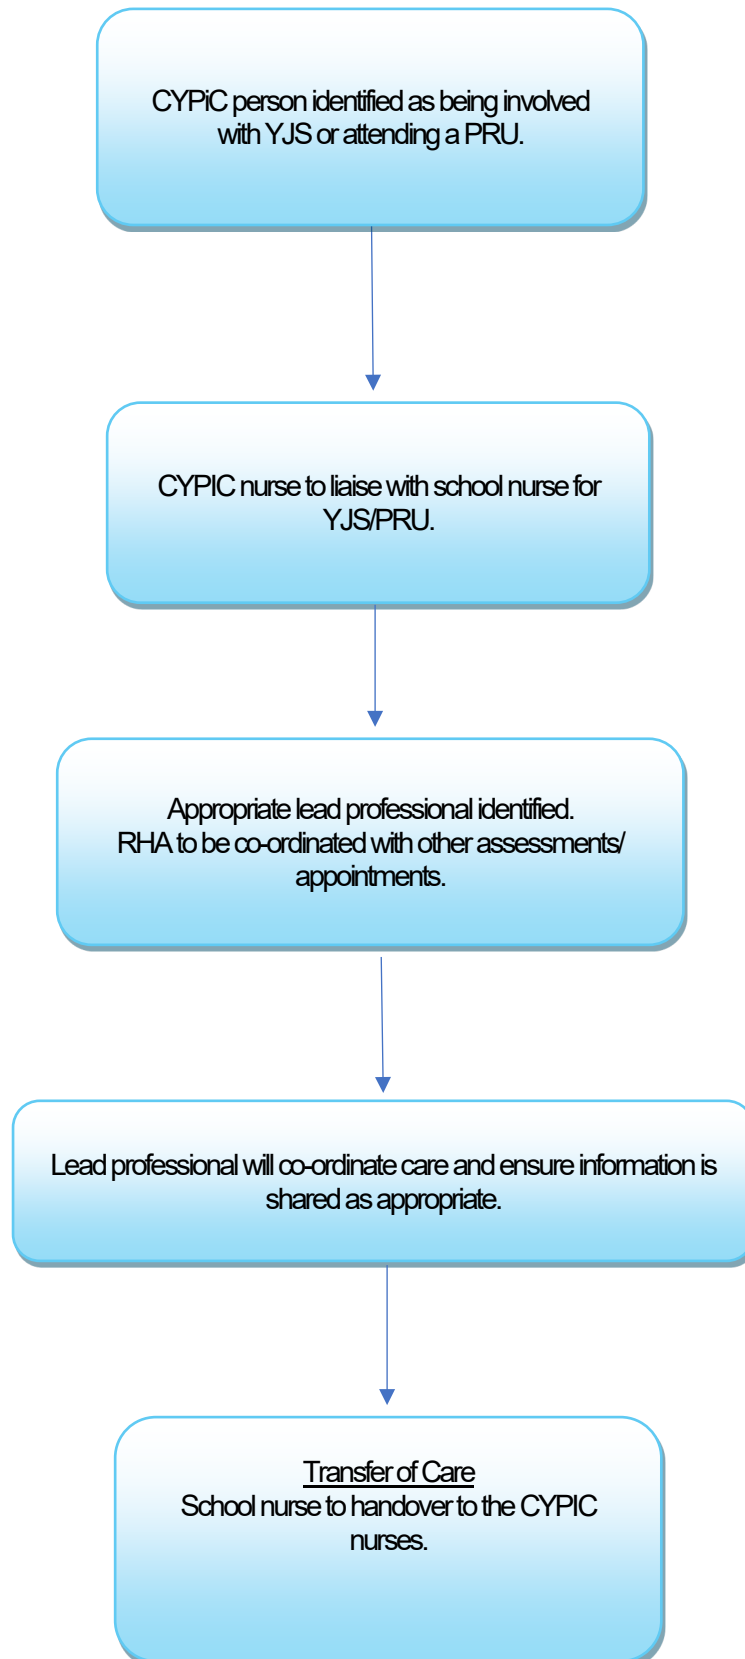 CYPiC person identified as being involved
with YJS or attending a PRU.
CYPIC nurse to liaise with school nurse for
YJS/PRU.
Appropriate lead professional identified.
RHA to be co-ordinated with other assessments/
appointments.
Lead professional will co-ordinate care and ensure information is
shared as appropriate.
Transfer of Care
School nurse to handover to the CYPIC
nurses.